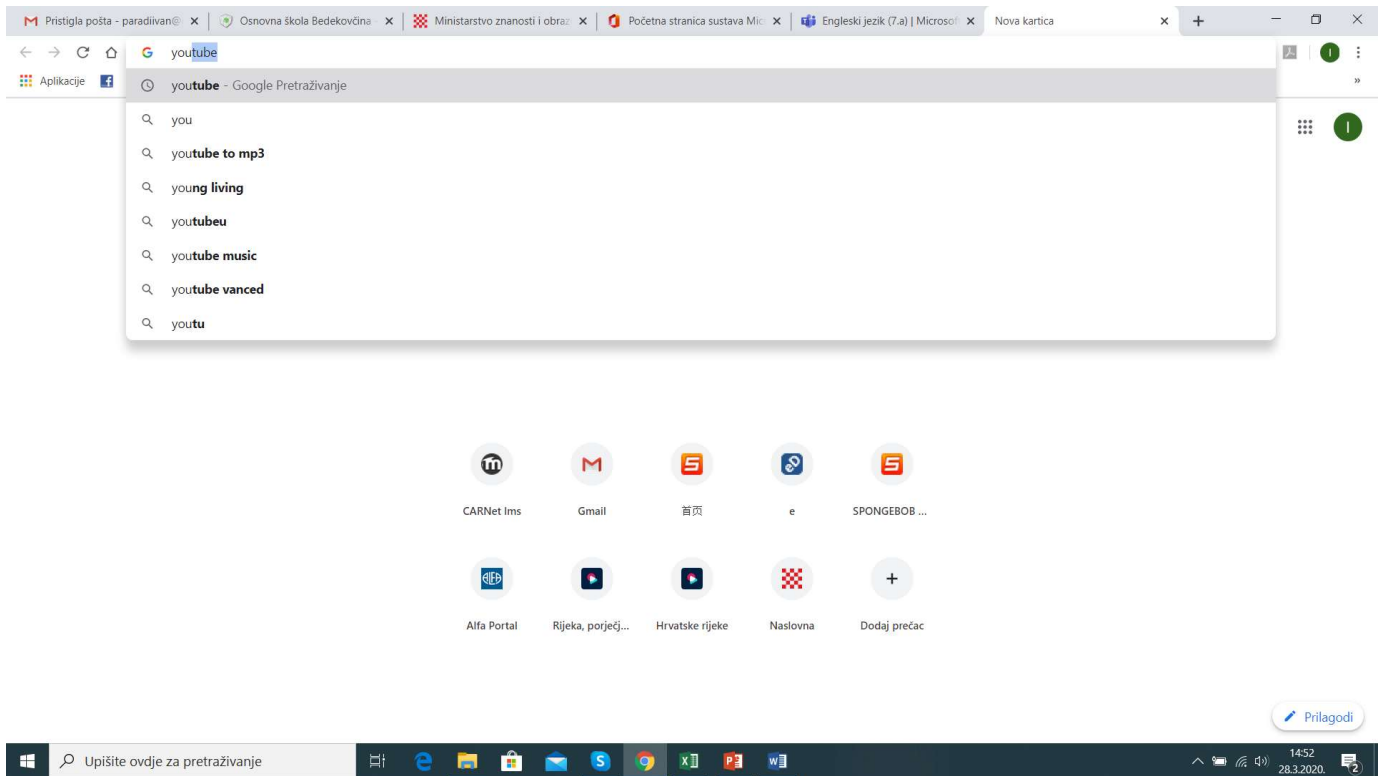 Pristigla pošta - paradiivan@
Osnovna škola Bedekovčina -
Ministarstvo znanosti i obraz
Početna stranica sustava Mic
Engleski jezik (7.a) | Microsof
Nova kartica
youtube
Aplikacije
»
I
youtube - Google Pretraživanje
you
youtube to mp3
I
young living
youtubeu
youtube music
youtube vanced
youtu
CARNet lms
Gmail
首页
e
SPONGEBOB ...
Alfa Portal
Rijeka, porječj...
Hrvatske rijeke
Naslovna
Dodaj prečac
Prilagodi
Upišite ovdje za pretraživanje
14:52
28.3.2020.
2